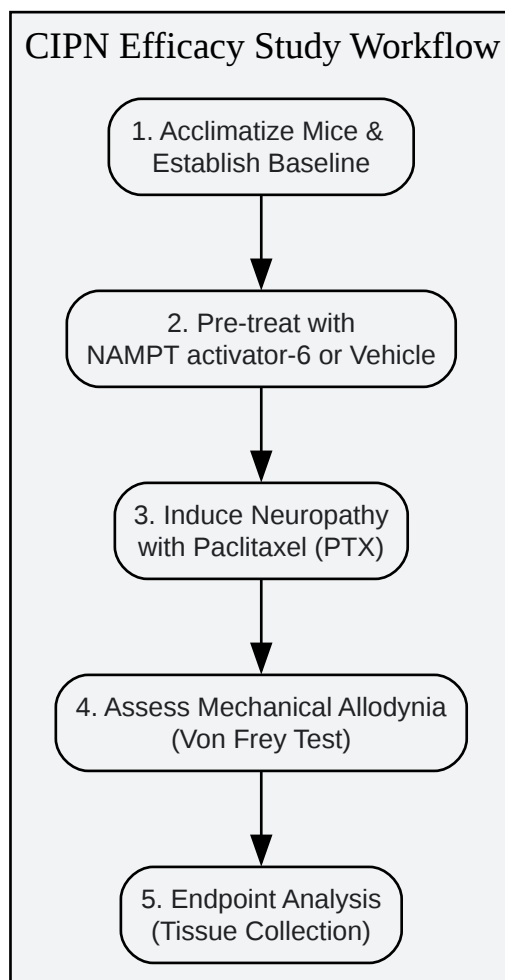 CIPN Efficacy Study Workflow
1. Acclimatize Mice &
Establish Baseline
2. Pre-treat with
NAMPT activator-6 or Vehicle
3. Induce Neuropathy
with Paclitaxel (PTX)
4. Assess Mechanical Allodynia
(Von Frey Test)
5. Endpoint Analysis
(Tissue Collection)